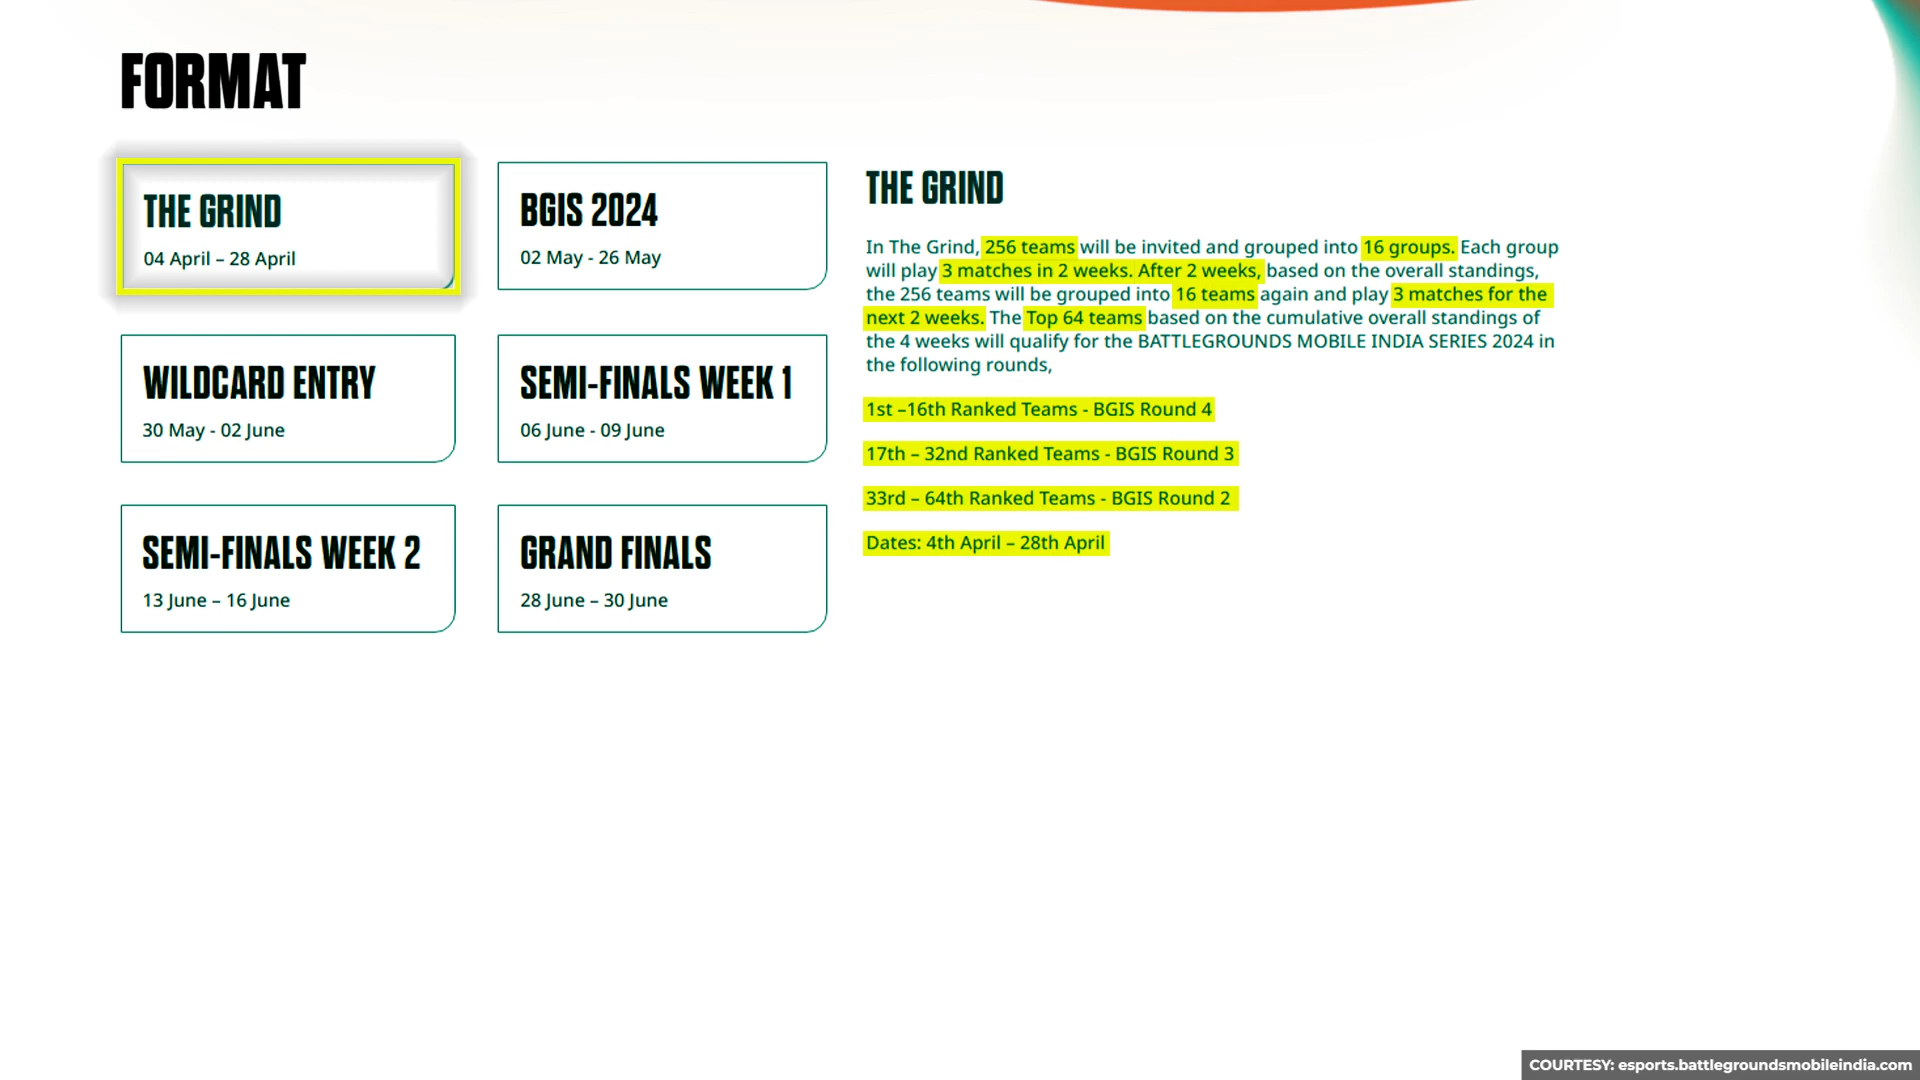 FORMAT
THE GRIND
04 April – 28 April
BGIS 2024
02 May - 26 May
WILDCARD ENTRY
30 May - 02 June
SEMI-FINALS WEEK 1
06 June - 09 June
SEMI-FINALS WEEK 2
13 June – 16 June
GRAND FINALS
28 June – 30 June
THE GRIND
In The Grind, 256 teams will be invited and grouped into 16 groups. Each group
will play 3 matches in 2 weeks. After 2 weeks, based on the overall standings,
the 256 teams will be grouped into 16 teams again and play 3 matches for the
next 2 weeks. The Top 64 teams based on the cumulative overall standings of
the 4 weeks will qualify for the BATTLEGROUNDS MOBILE INDIA SERIES 2024 in
the following rounds,
1st –16th Ranked Teams - BGIS Round 4
17th – 32nd Ranked Teams - BGIS Round 3
33rd – 64th Ranked Teams - BGIS Round 2
Dates: 4th April – 28th April
COURTESY: esports.battlegroundsmobileindia.com